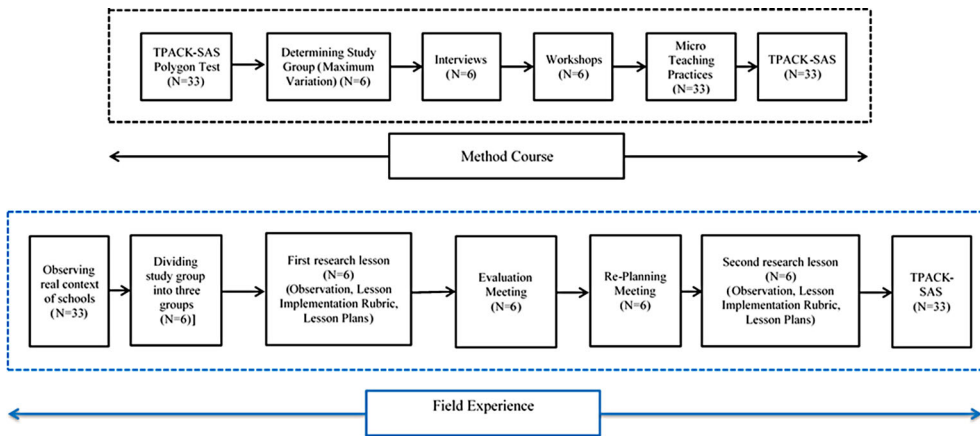 TPACK-SAS
Polygon Test
(N=33)
Determining Study
Group (Maximum
Variation) (N=6)
Interviews
(N=6)
Workshops
(N=6)
Micro
Teaching
Practices
(N=33)
TPACK-SAS
(N=33)
Method Course
Observing
real context
of schools
(N=33)
Dividing
study group
into three
groups
(N=6)]
First research lesson
(N=6)
(Observation, Lesson
Implementation Rubric,
Lesson Plans)
Evaluation
Meeting
(N=6)
Re-Planning
Meeting
(N=6)
Second research lesson
(N=6)
(Observation, Lesson
Implementation Rubric,
Lesson Plans)
TPACK-
SAS
(N=33)
Field Experience